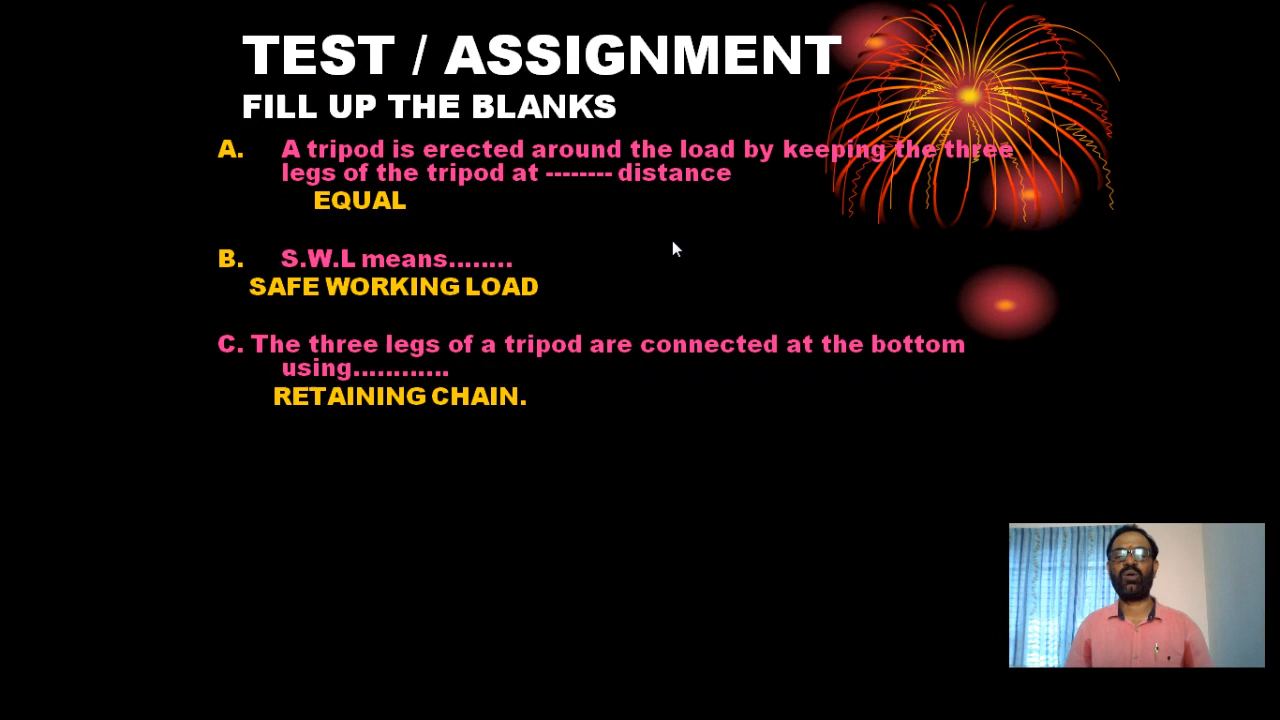 TEST / ASSIGNMENT
FILL UP THE BLANKS
A. A tripod is erected around the load by keeping the three
legs of the tripod at -------- distance
EQUAL
B. S.W.L means........
SAFE WORKING LOAD
C. The three legs of a tripod are connected at the bottom
using............
RETAINING CHAIN.